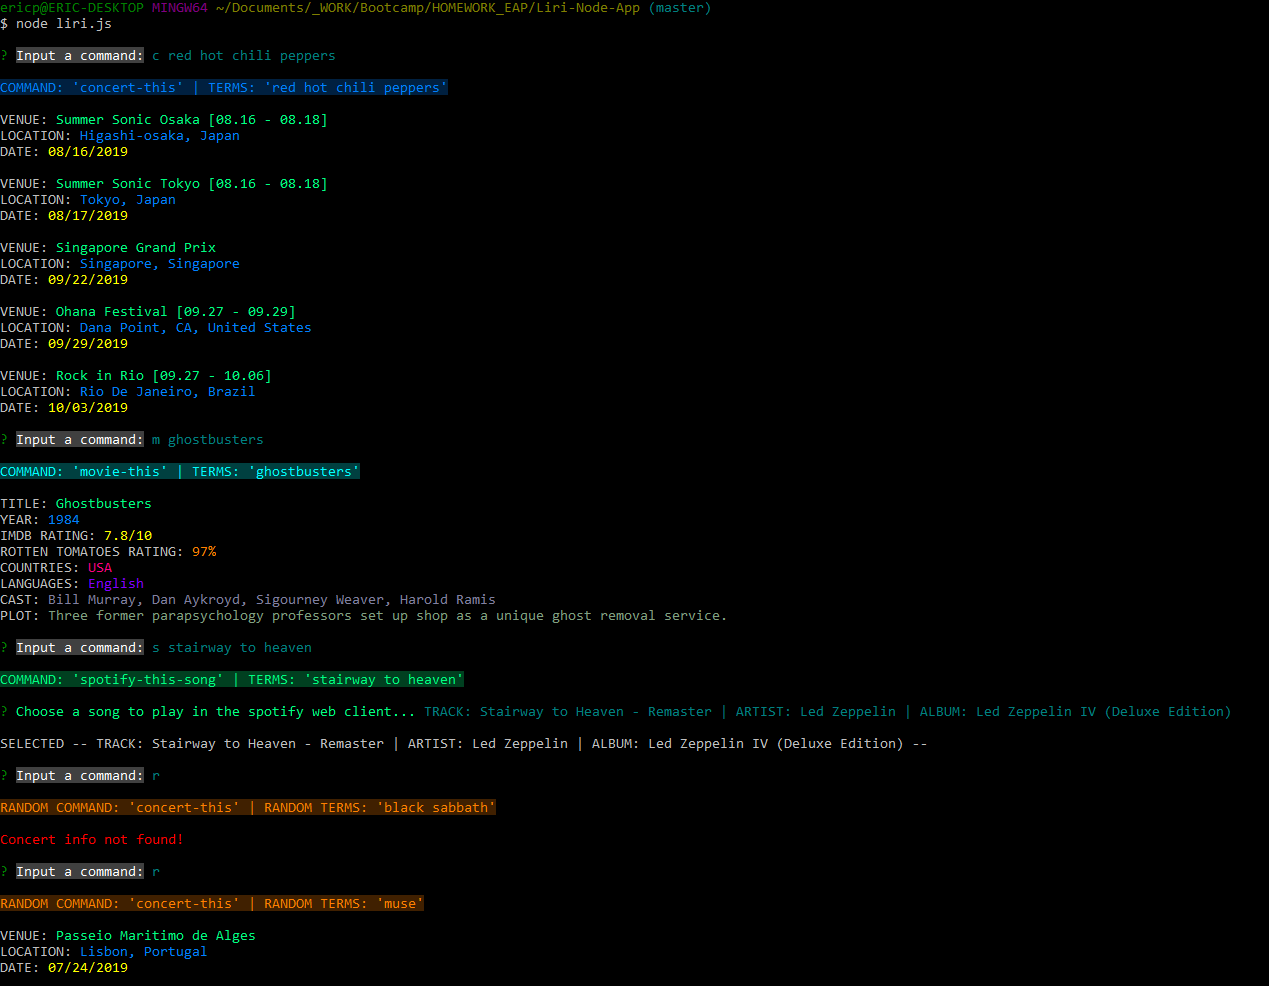 ericp@ERIC-DESKTOP MINGW64 ~/Documents/_WORK/Bootcamp/HOMEWORK_EAP/Liri-Node-App (master)
$ node liri.js
? Input a command: c red hot chili peppers
COMMAND: 'concert-this' | TERMS: 'red hot chili peppers'
VENUE: Summer Sonic Osaka [08.16 - 08.18]
LOCATION: Higashi-osaka, Japan
DATE: 08/16/2019
VENUE: Summer Sonic Tokyo [08.16 - 08.18]
LOCATION: Tokyo, Japan
DATE: 08/17/2019
VENUE: Singapore Grand Prix
LOCATION: Singapore, Singapore
DATE: 09/22/2019
VENUE: Ohana Festival [09.27 - 09.29]
LOCATION: Dana Point, CA, United States
DATE: 09/29/2019
VENUE: Rock in Rio [09.27 - 10.06]
LOCATION: Rio De Janeiro, Brazil
DATE: 10/03/2019
? Input a command: m ghostbusters
COMMAND: 'movie-this' | TERMS: 'ghostbusters'
TITLE: Ghostbusters
YEAR: 1984
IMDB RATING: 7.8/10
ROTTEN TOMATOES RATING: 97%
COUNTRIES: USA
LANGUAGES: English
CAST: Bill Murray, Dan Aykroyd, Sigourney Weaver, Harold Ramis
PLOT: Three former parapsychology professors set up shop as a unique ghost removal service.
? Input a command: s stairway to heaven
COMMAND: 'spotify-this-song' | TERMS: 'stairway to heaven'
? Choose a song to play in the spotify web client... TRACK: Stairway to Heaven - Remaster | ARTIST: Led Zeppelin | ALBUM: Led Zeppelin IV (Deluxe Edition)
SELECTED -- TRACK: Stairway to Heaven - Remaster | ARTIST: Led Zeppelin | ALBUM: Led Zeppelin IV (Deluxe Edition) --
? Input a command: r
RANDOM COMMAND: 'concert-this' | RANDOM TERMS: 'black sabbath'
Concert info not found!
? Input a command: r
RANDOM COMMAND: 'concert-this' | RANDOM TERMS: 'muse'
VENUE: Passeio Maritimo de Alges
LOCATION: Lisbon, Portugal
DATE: 07/24/2019